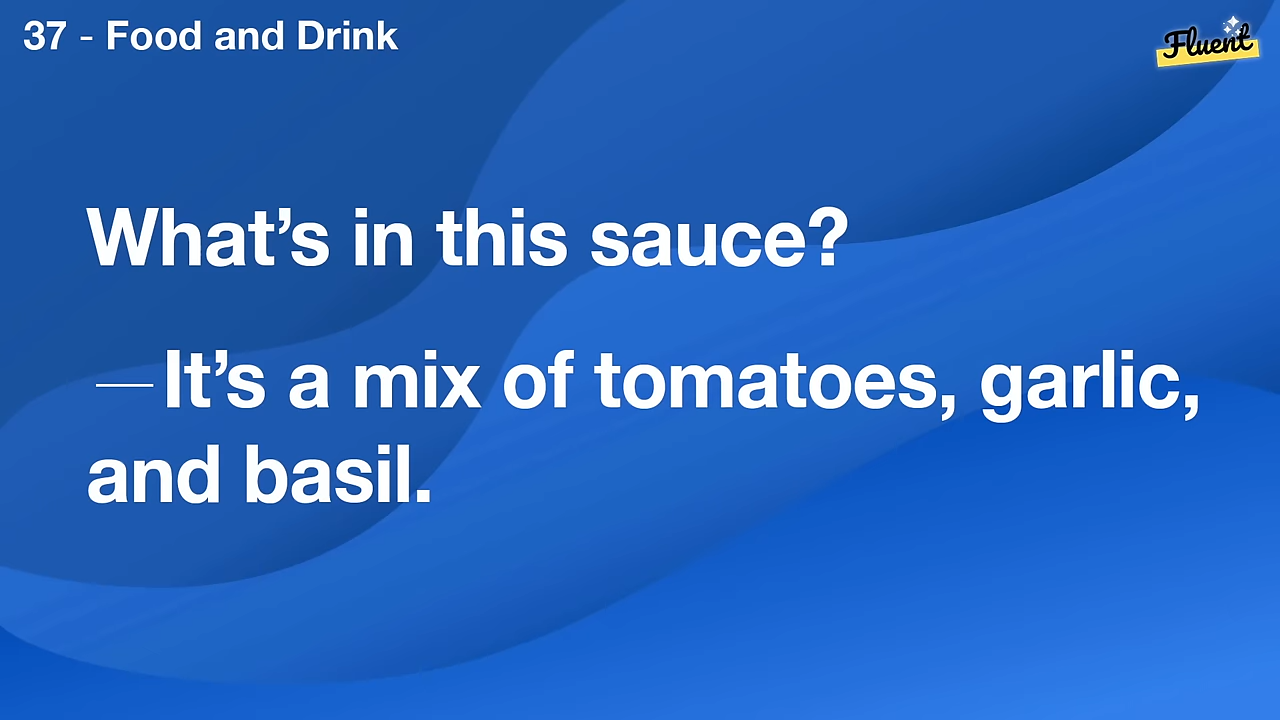 37 - Food and Drink
Fluent
What’s in this sauce?
—It’s a mix of tomatoes, garlic,
and basil.